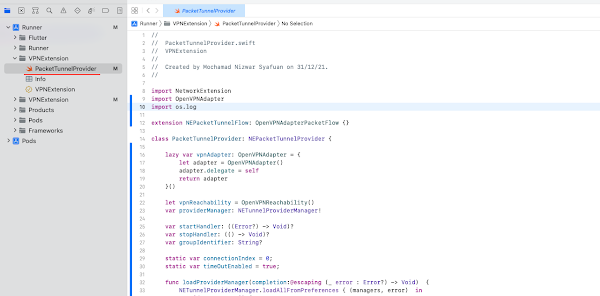 PacketTunnelProvider
Runner
M
Flutter
Runner
VPNExtension
PacketTunnelProvider
M
Info
VPNExtension
VPNExtension
M
Products
Pods
Frameworks
Pods
Runner > VPNExtension > PacketTunnelProvider > No Selection
1 //
2 // PacketTunnelProvider.swift
3 // VPNExtension
4 //
5 // Created by Mochamad Nizwar Syafuan on 31/12/21.
6 //
7
8 import NetworkExtension
9 import OpenVPNAdapter
10 import os.log
11
12 extension NEPacketTunnelFlow: OpenVPNAdapterPacketFlow {}
13
14 class PacketTunnelProvider: NEPacketTunnelProvider {
15
16 lazy var vpnAdapter: OpenVPNAdapter = {
17 let adapter = OpenVPNAdapter()
18 adapter.delegate = self
19 return adapter
20 }()
21
22 let vpnReachability = OpenVPNReachability()
23 var providerManager: NETunnelProviderManager!
24
25 var startHandler: ((Error?) -> Void)?
26 var stopHandler: (() -> Void)?
27 var groupIdentifier: String?
28
29 static var connectionIndex = 0;
30 static var timeOutEnabled = true;
31
32 func loadProviderManager(completion:@escaping (_ error : Error?) -> Void) {
33 NETunnelProviderManager.loadAllFromPreferences { (managers, error) in